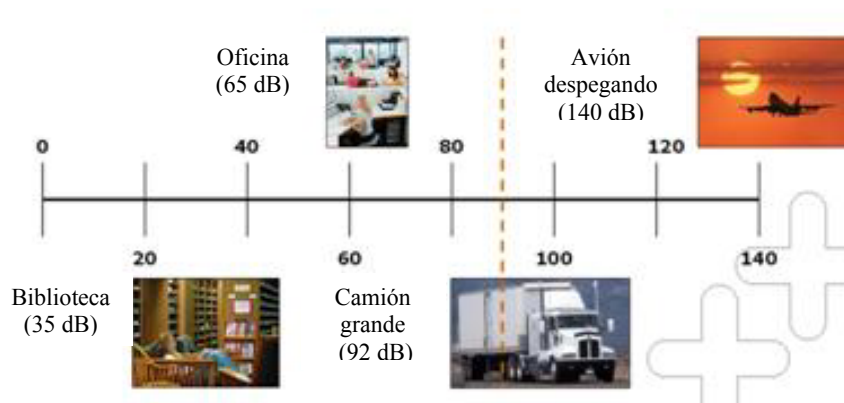 Oficina
(65 dB)
Avión
despegando
(140 dB)
0
40
80
120
20
60
100
140
Biblioteca
(35 dB)
Camión
grande
(92 dB)